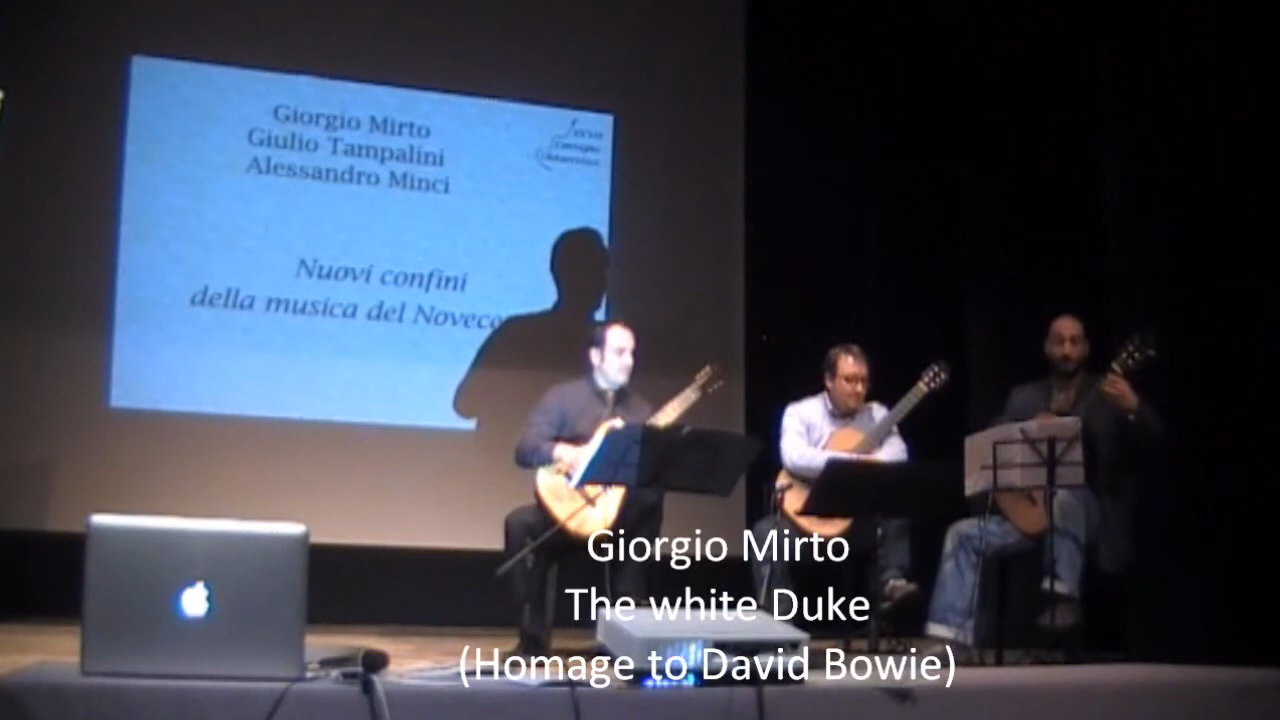 Giorgio Mirto
Giulio Tampalini
Alessandro Minci
Nuovi confini
della musica del Novece
Giorgio Mirto
The white Duke
(Homage to David Bowie)